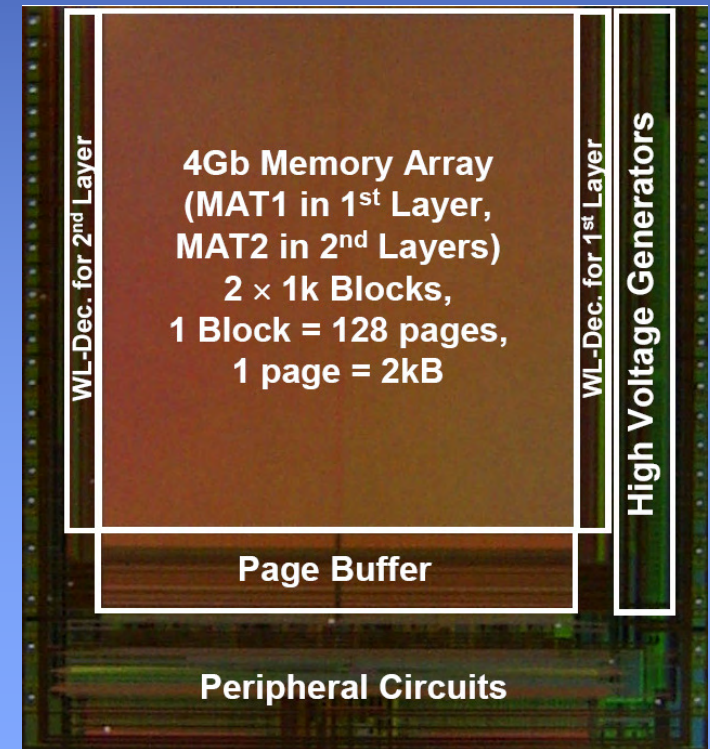 WL-Dec. for 2nd Layer
4Gb Memory Array
(MAT1 in 1st Layer,
MAT2 in 2nd Layers)
2 × 1k Blocks,
1 Block = 128 pages,
1 page = 2kB
WL-Dec. for 1st Layer
High Voltage Generators
Page Buffer
Peripheral Circuits